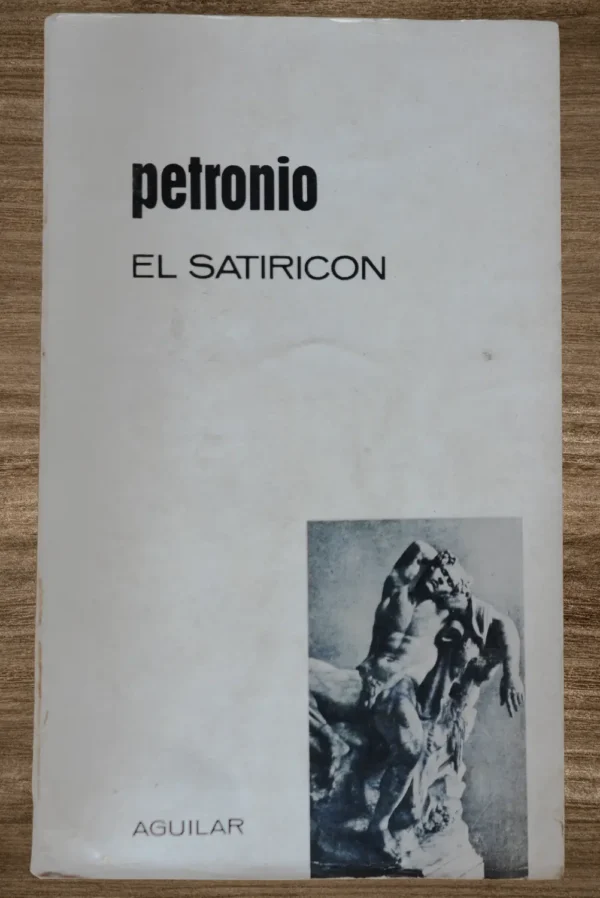 petronio
EL SATIRICON
AGUILAR